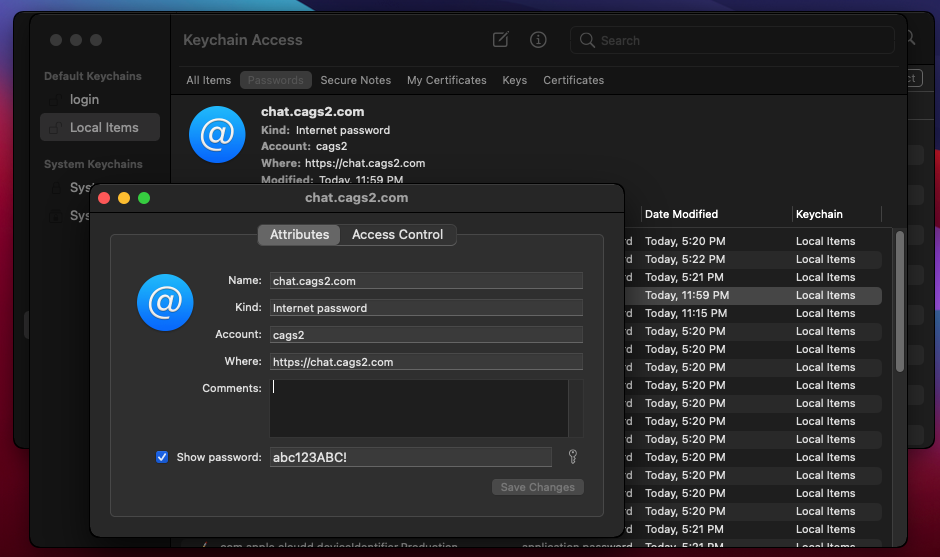 Keychain Access
Search
ct
Default Keychains
login
Local Items
System Keychains
Sys
Sys
All Items
Passwords
Secure Notes
My Certificates
Keys
Certificates
@
chat.cags2.com
Kind: Internet password
Account: cags2
Where: https://chat.cags2.com
Modified: Today, 11:59 PM
Date Modified
Keychain
d Today, 5:20 PM Local Items
d Today, 5:22 PM Local Items
d Today, 5:21 PM Local Items
Today, 11:59 PM Local Items
d Today, 11:15 PM Local Items
d Today, 5:20 PM Local Items
d Today, 5:20 PM Local Items
d Today, 5:20 PM Local Items
d Today, 5:20 PM Local Items
d Today, 5:20 PM Local Items
d Today, 5:20 PM Local Items
d Today, 5:20 PM Local Items
d Today, 5:20 PM Local Items
d Today, 5:20 PM Local Items
d Today, 5:20 PM Local Items
d Today, 5:20 PM Local Items
d Today, 5:21 PM Local Items
com.apple.cloudd.deviceIdentifier.Production application password Today, 5:21 PM Local Items
chat.cags2.com
Attributes
Access Control
@
Name: chat.cags2.com
Kind: Internet password
Account: cags2
Where: https://chat.cags2.com
Comments:
Show password: abc123ABC!
Save Changes